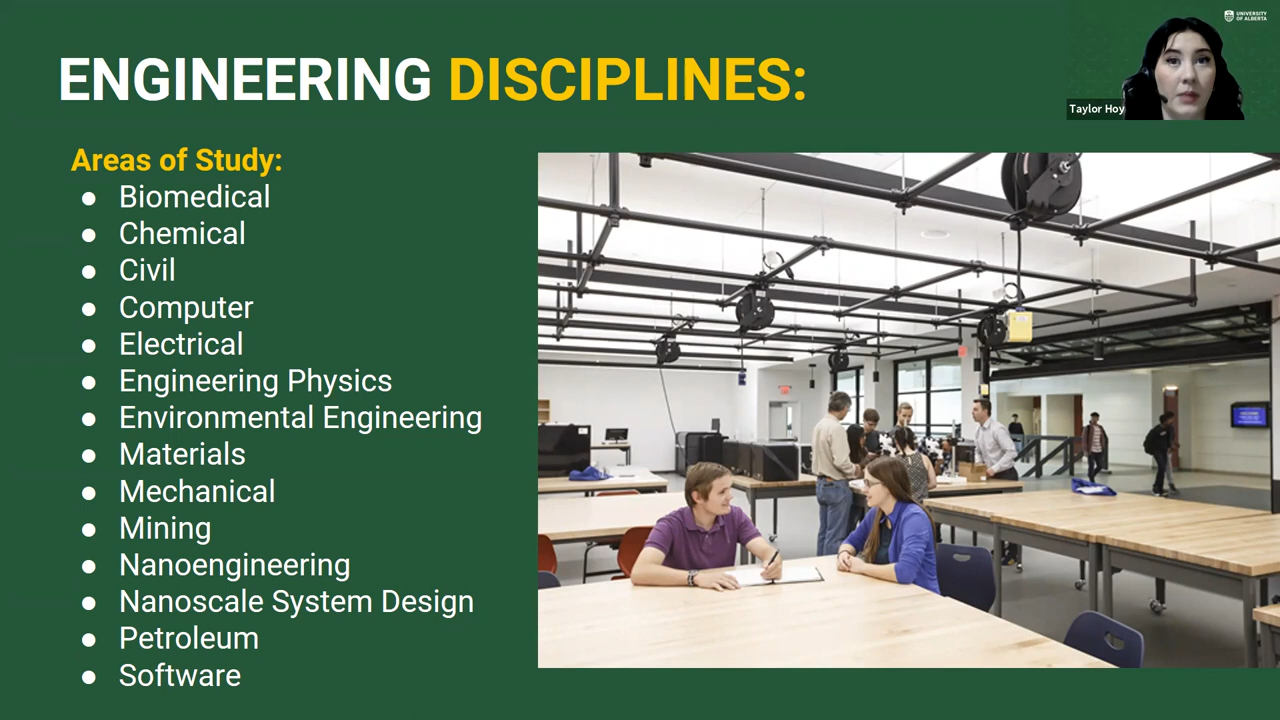 UNIVERSITY
OF ALBERTA
ENGINEERING DISCIPLINES:
Taylor Hoy
Areas of Study:
● Biomedical
● Chemical
● Civil
● Computer
● Electrical
● Engineering Physics
● Environmental Engineering
● Materials
● Mechanical
● Mining
● Nanoengineering
● Nanoscale System Design
● Petroleum
● Software